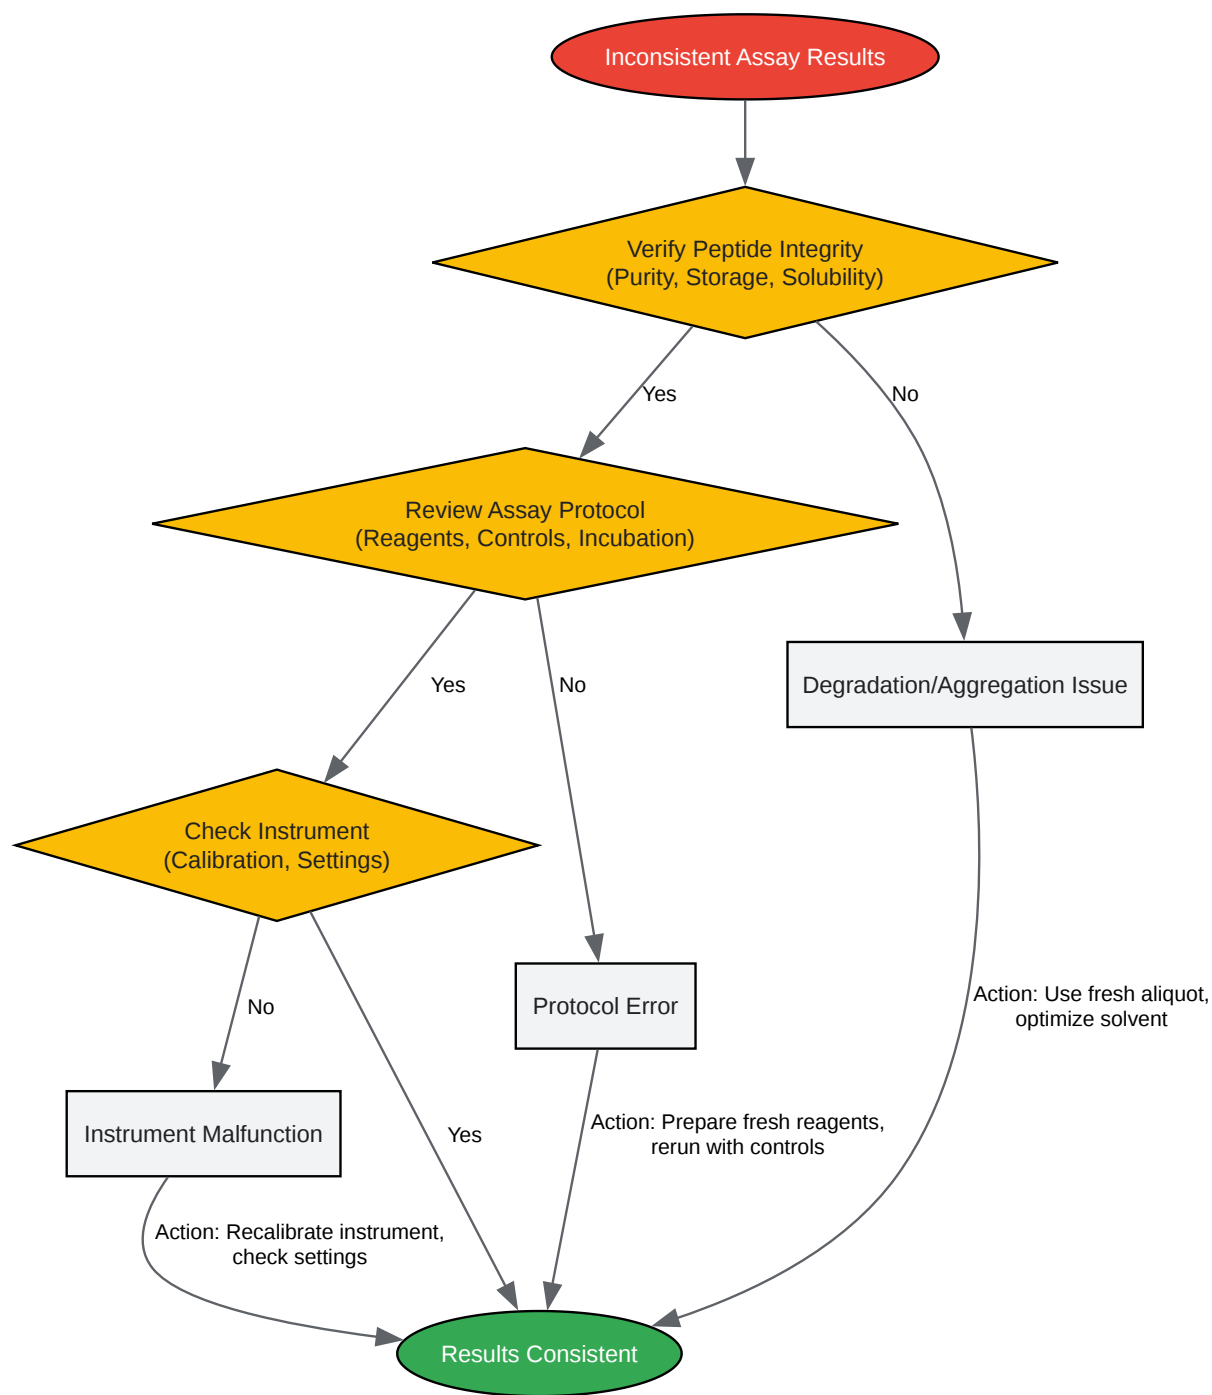 Inconsistent Assay Results
Verify Peptide Integrity
(Purity, Storage, Solubility)
Yes
No
Review Assay Protocol
(Reagents, Controls, Incubation)
Yes
No
Degradation/Aggregation Issue
Check Instrument
(Calibration, Settings)
No
Protocol Error
Action: Use fresh aliquot,
optimize solvent
Instrument Malfunction
Yes
Action: Prepare fresh reagents,
rerun with controls
Action: Recalibrate instrument,
check settings
Results Consistent